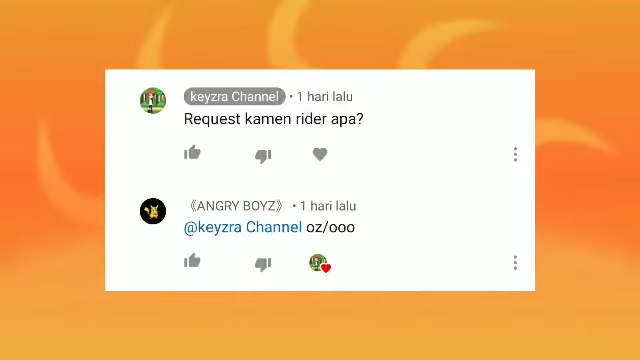 keyzra Channel • 1 hari lalu
Request kamen rider apa?
《ANGRY BOYZ》 • 1 hari lalu
@keyzra Channel oz/ooo